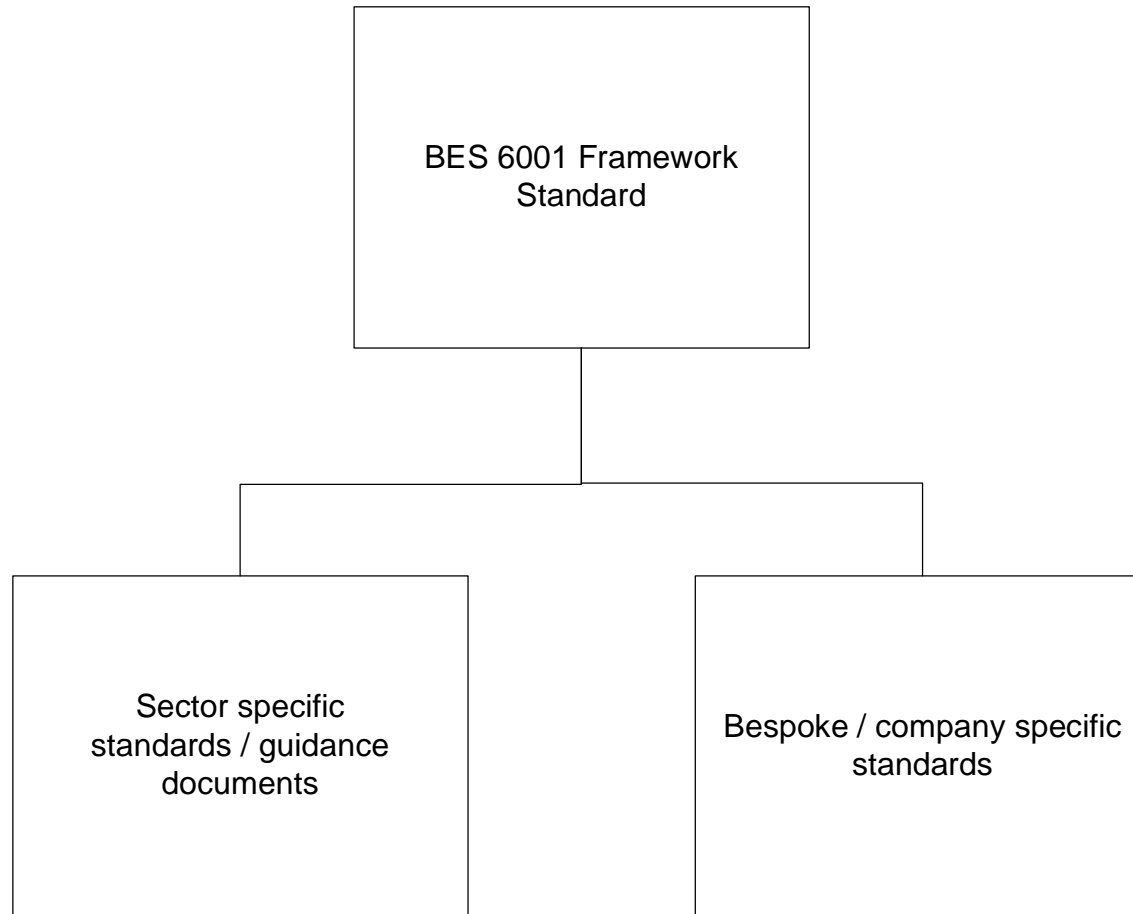 BES 6001 Framework
Standard
Sector specific
standards / guidance
documents
Bespoke / company specific
standards